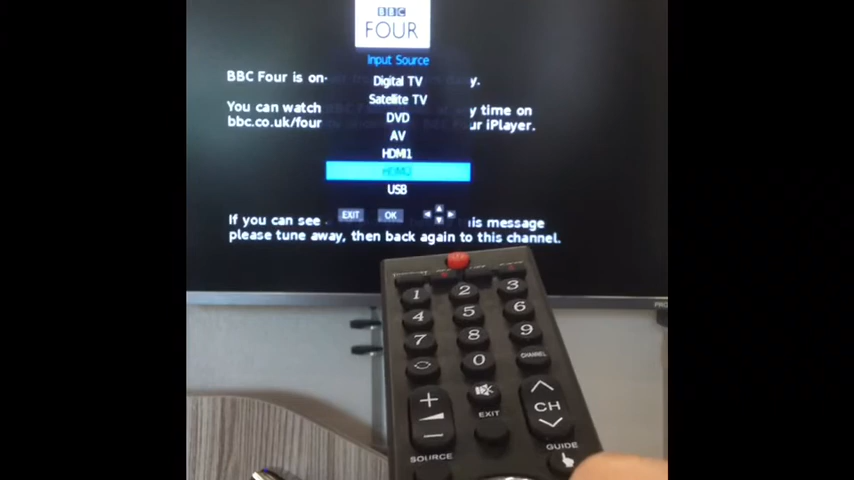 BBC
FOUR
Input Source
BBC Four is on
Digital TV
Satellite TV
You can watch
y time on
DVD
bbc.co.uk/four
ur iPlayer.
AV
HDMI1
HDMI2
USB
EXIT OK
If you can see
is message
please tune away, then back again to this channel.
1 2 3
4 5 6
7 8 9
CHANNEL
0
+
EXIT
CH
−
SOURCE
GUIDE